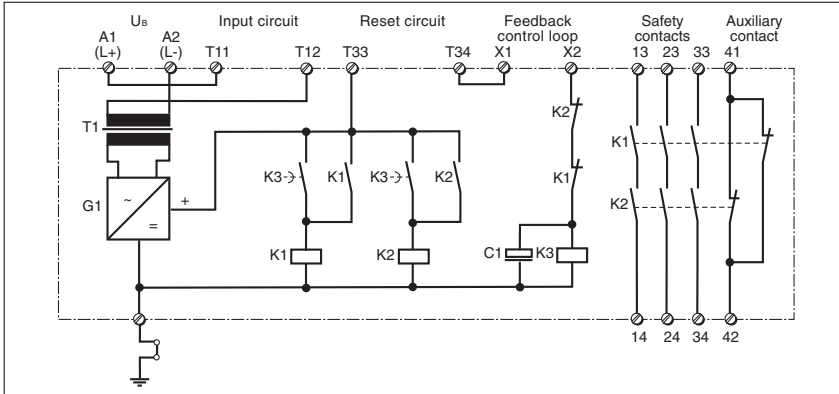 UB Input circuit Reset circuit Feedback control loop Safety contacts Auxiliary contact
A1 (L+) A2 (L-) T11 T12 T33 T34 X1 X2 13 23 33 41
T1
K2
K3 K1 K3 K2 K1 K1
G1 ~ = + K2
K1 K2 C1 K3
14 24 34 42